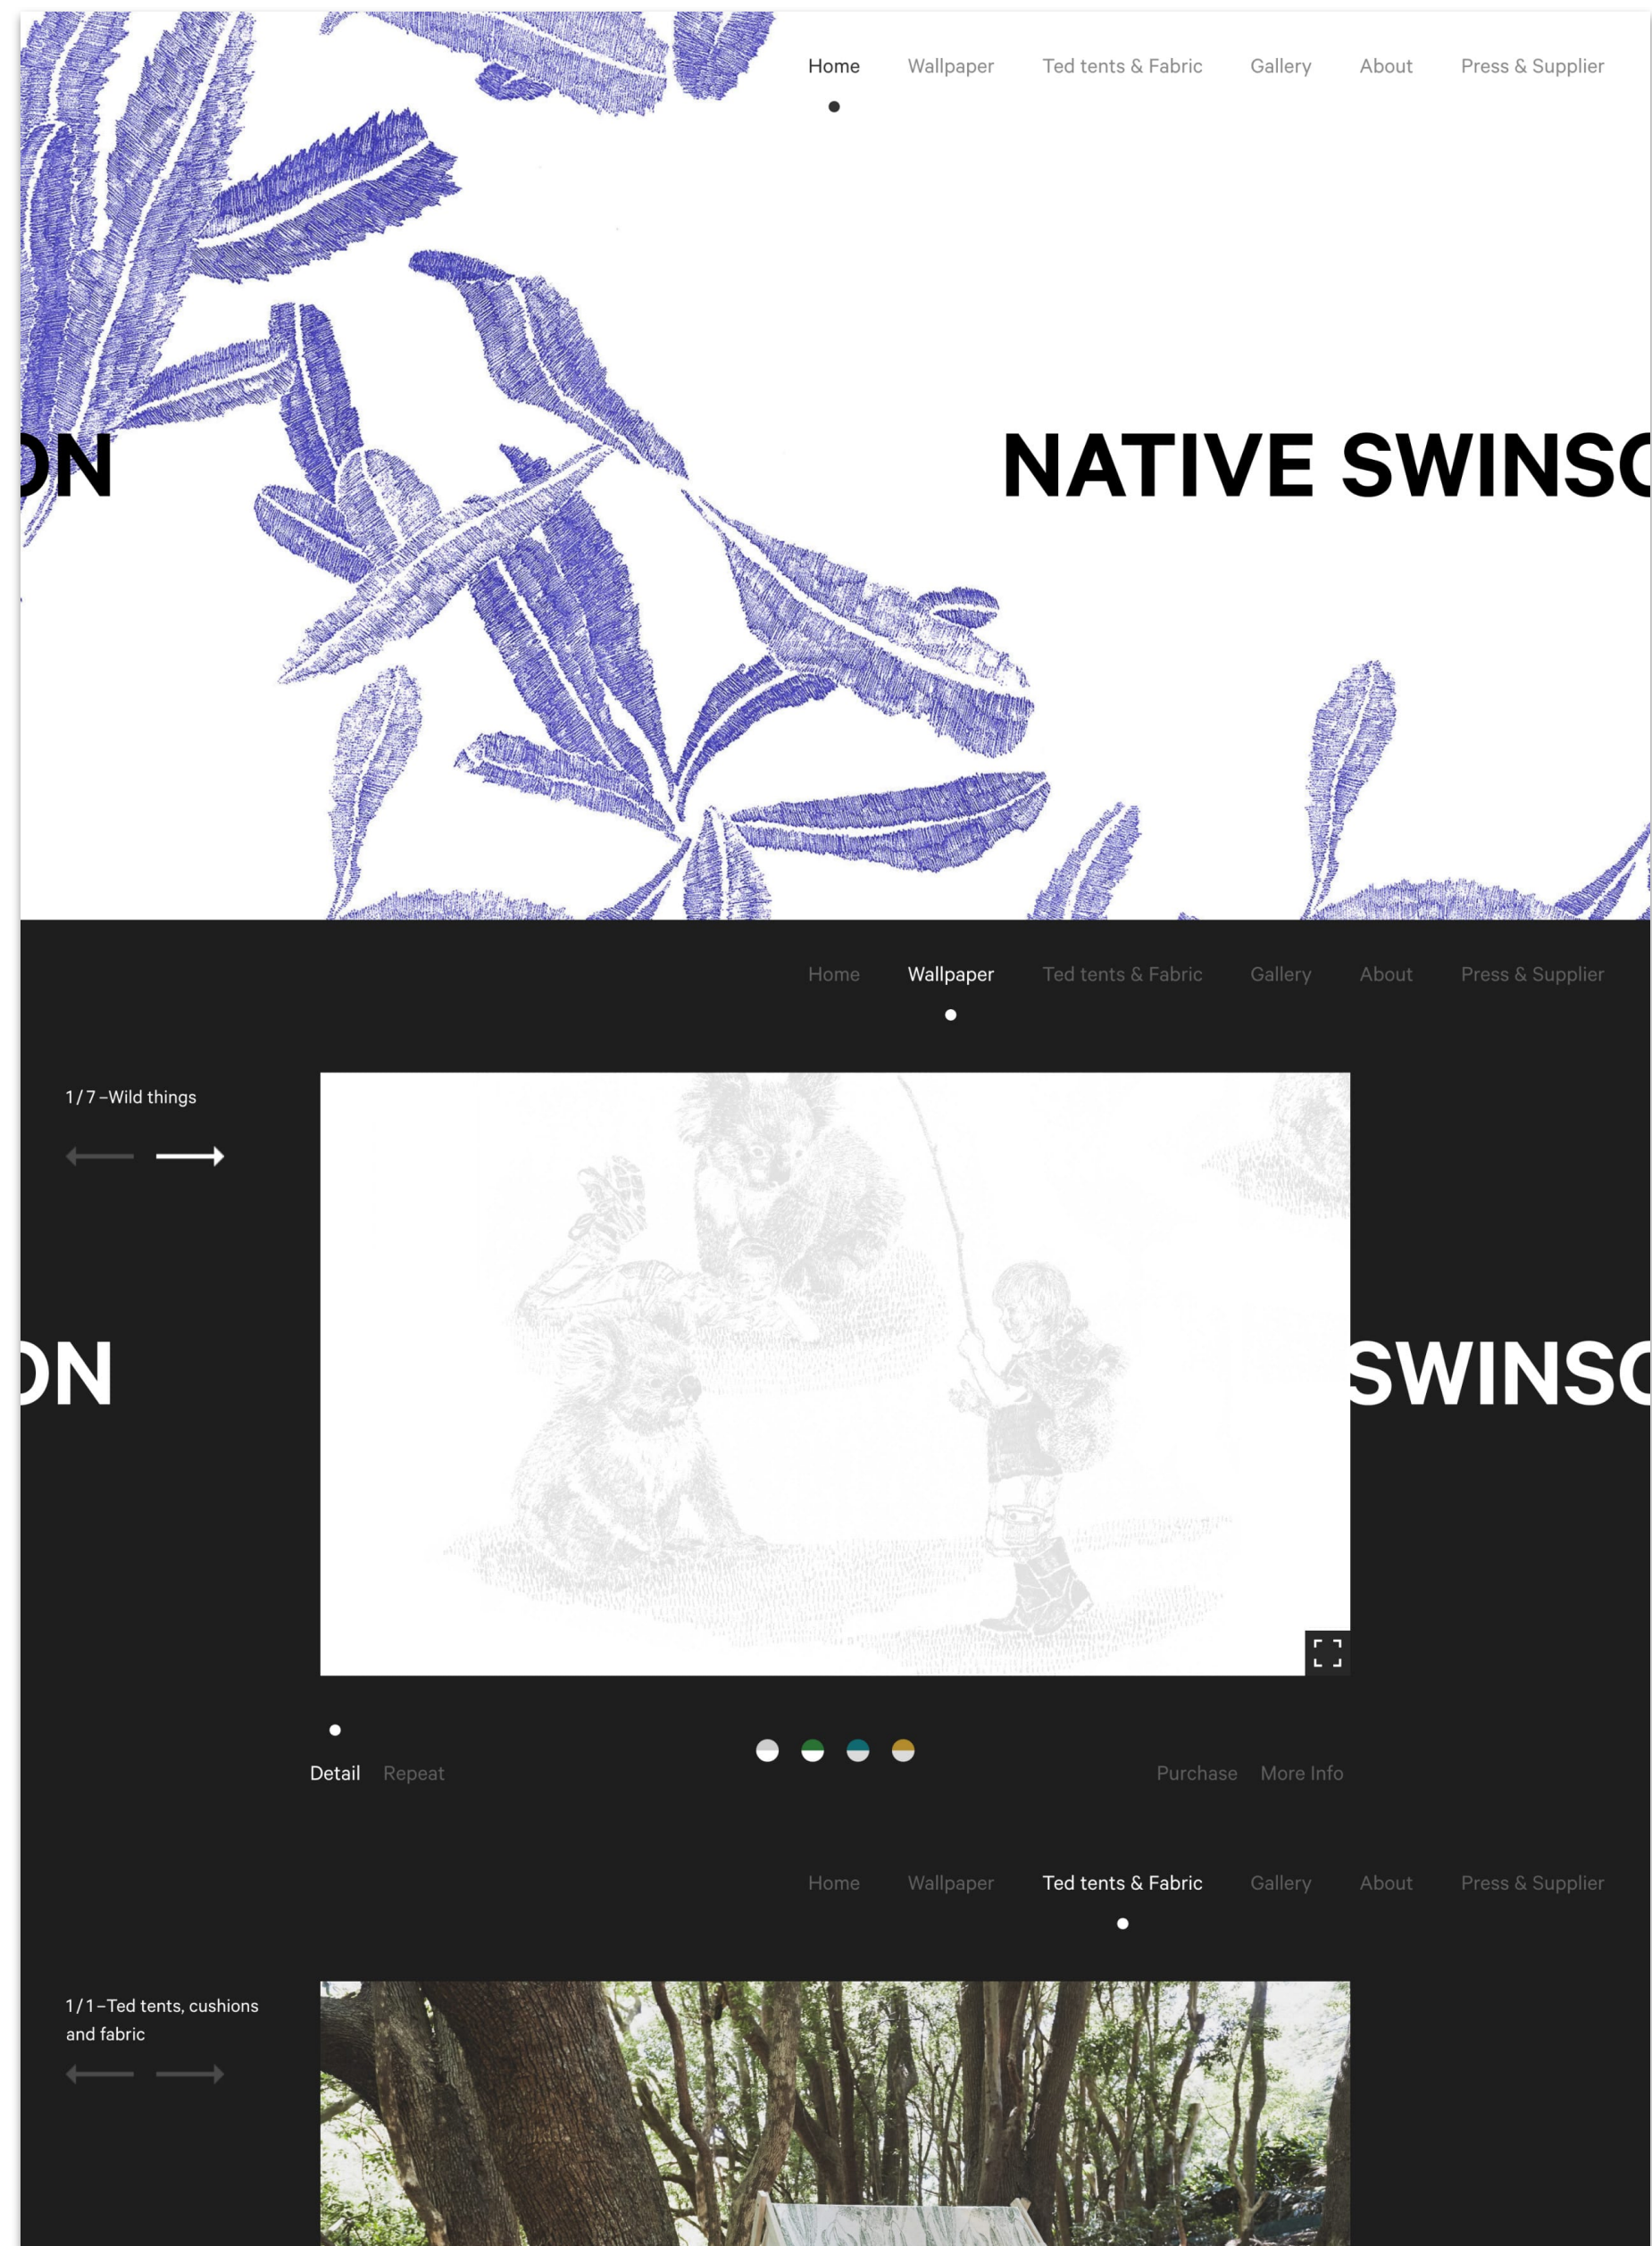 Home Wallpaper Ted tents & Fabric Gallery About Press & Supplier
ON NATIVE SWINSO
Home Wallpaper Ted tents & Fabric Gallery About Press & Supplier
1/7–Wild things
ON SWINSO
Detail Repeat Purchase More Info
Home Wallpaper Ted tents & Fabric Gallery About Press & Supplier
1/1–Ted tents, cushions
and fabric